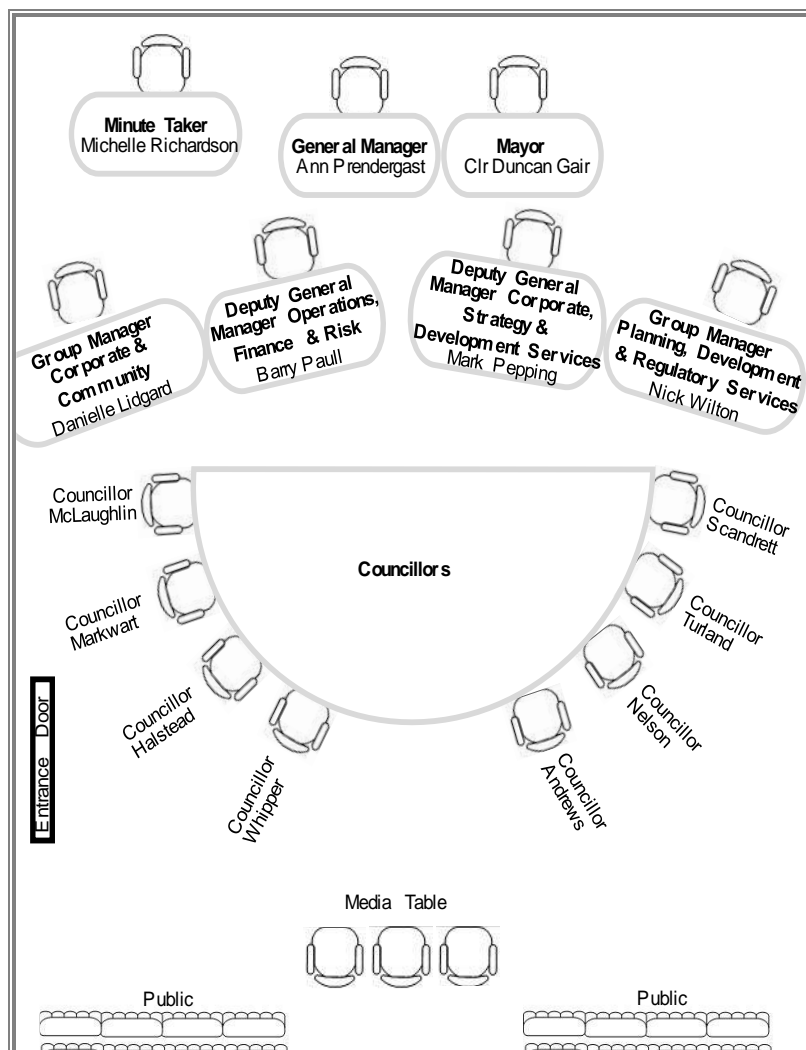 Minute Taker
Michelle Richardson
General Manager
Ann Prendergast
Mayor
Clr Duncan Gair
Group Manager
Corporate &
Community
Danielle Lidgard
Deputy General
Manager Operations,
Finance & Risk
Barry Paull
Deputy General
Manager Corporate,
Strategy &
Development Services
Mark Pepping
Group Manager
Planning, Development
& Regulatory Services
Nick Wilton
Councillor
McLaughlin
Councillor
Markwart
Councillor
Halstead
Councillor
Whipper
Councillors
Councillor
Scandrett
Councillor
Turland
Councillor
Nelson
Councillor
Andrews
Entrance Door
Media Table
Public
Public